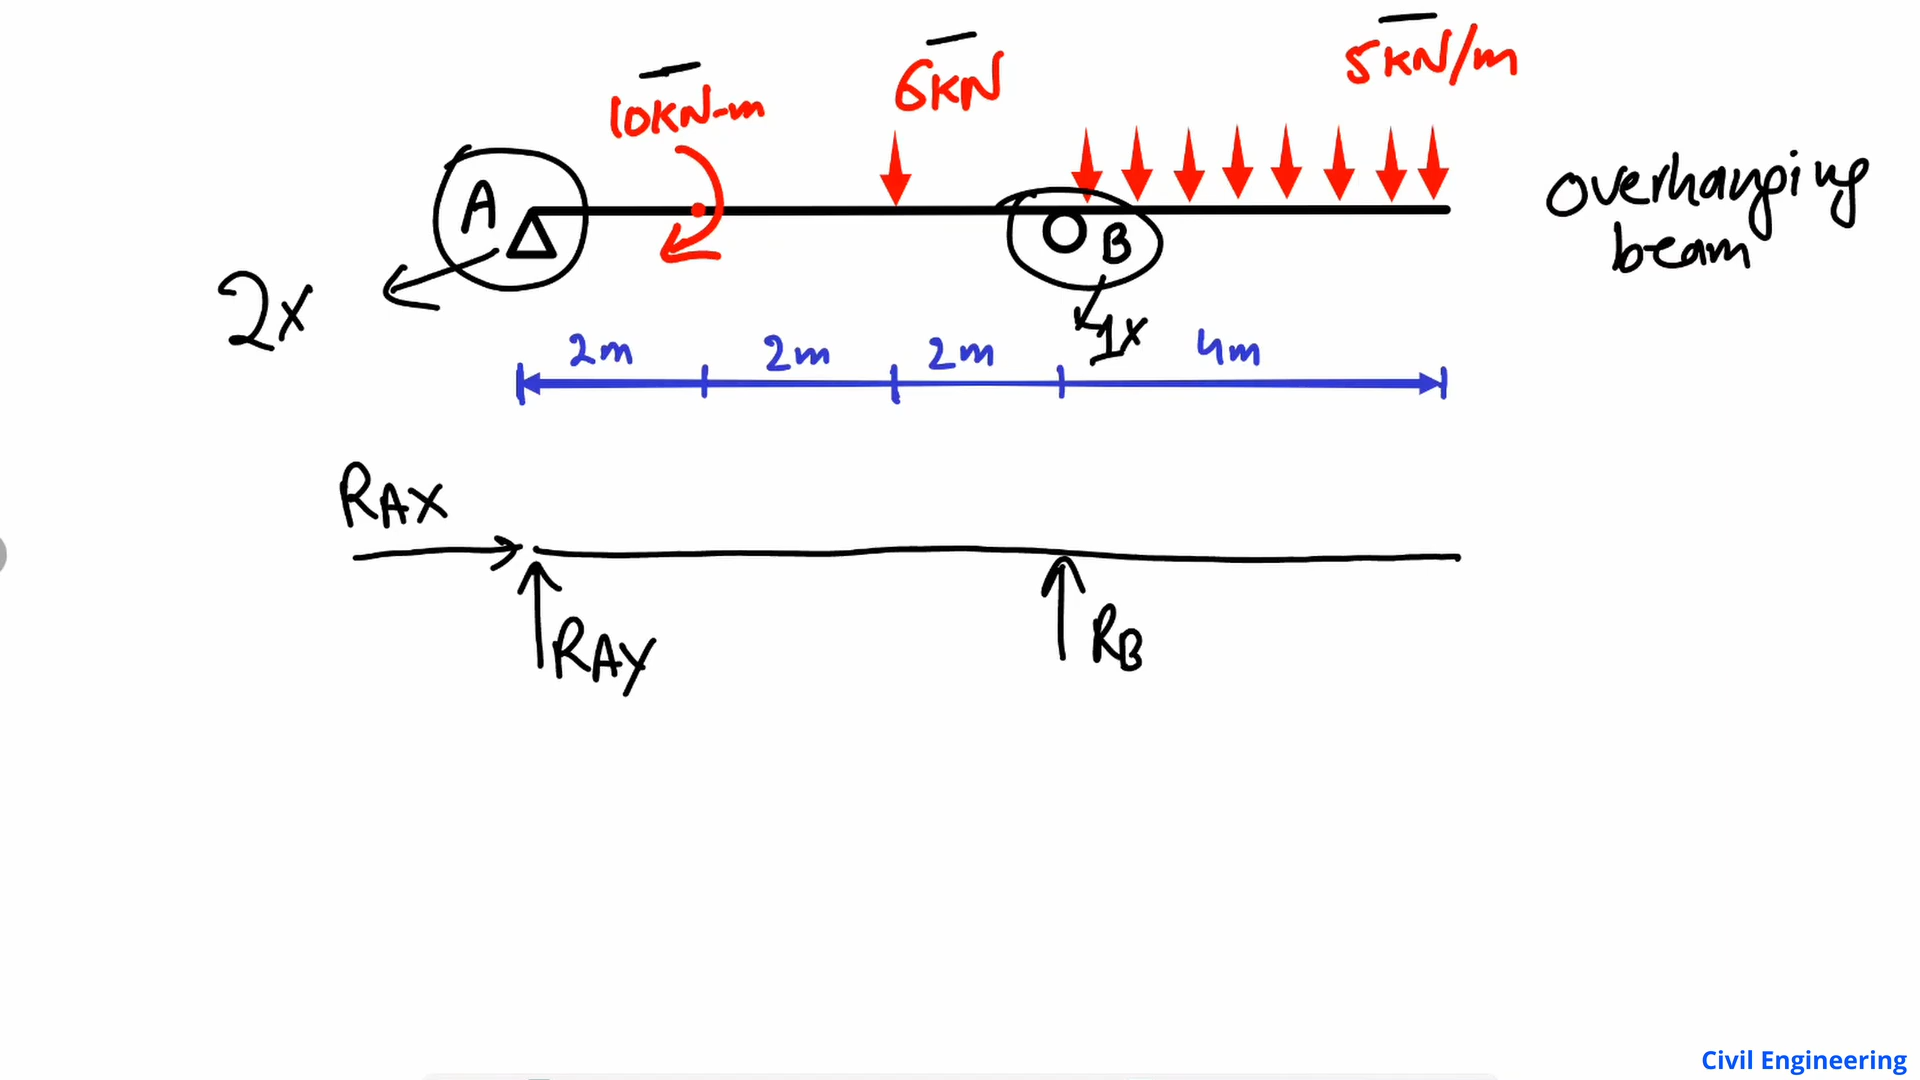 10KN-m
6KN
5KN/m
A
B
overhanging
beam
2x
1x
2m
2m
2m
4m
RAX
RAY
RB
Civil Engineering